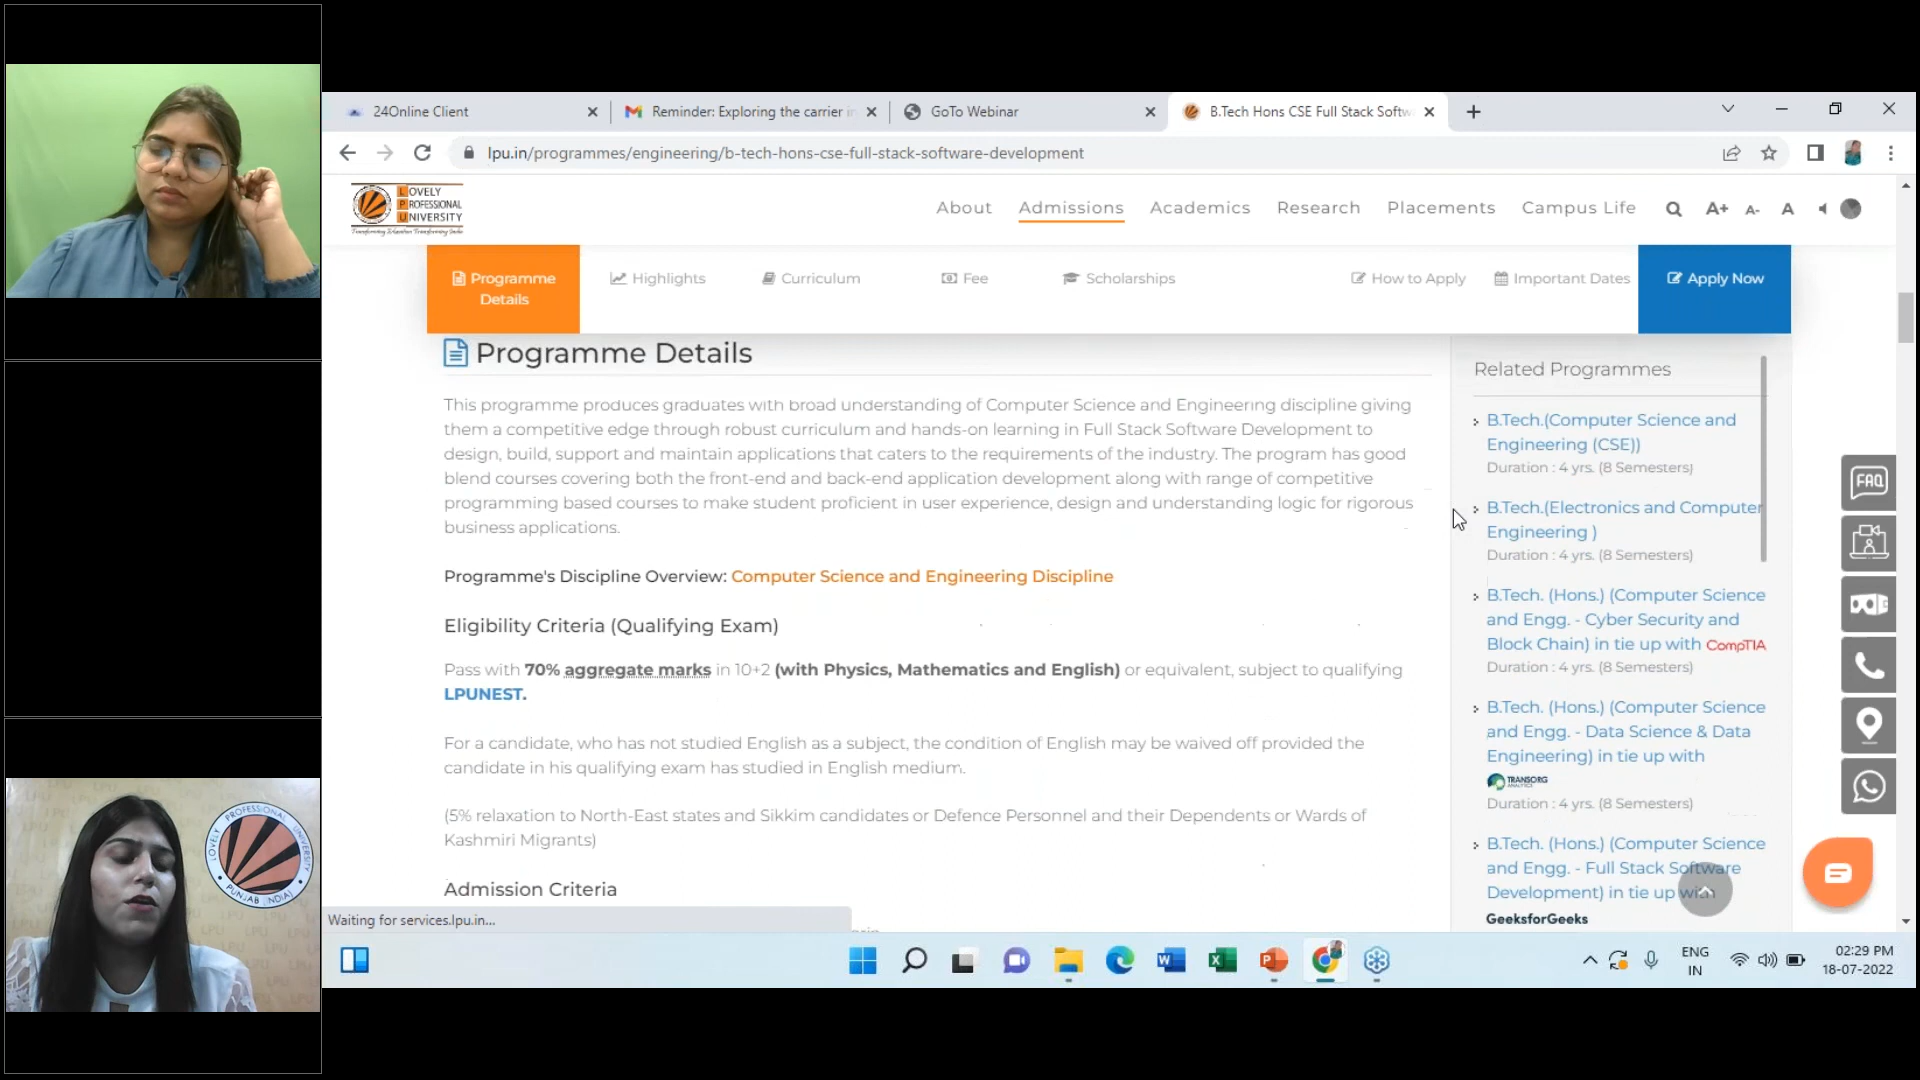 24Online Client
Reminder: Exploring the carrier in
GoTo Webinar
B.Tech Hons CSE Full Stack Softw
lpu.in/programmes/engineering/b-tech-hons-cse-full-stack-software-development
LOVELY
PROFESSIONAL
UNIVERSITY
Transforming Education Transforming India
About
Admissions
Academics
Research
Placements
Campus Life
A+
A-
A
Programme
Details
Highlights
Curriculum
Fee
Scholarships
How to Apply
Important Dates
Apply Now
Programme Details
This programme produces graduates with broad understanding of Computer Science and Engineering discipline giving
them a competitive edge through robust curriculum and hands-on learning in Full Stack Software Development to
design, build, support and maintain applications that caters to the requirements of the industry. The program has good
blend courses covering both the front-end and back-end application development along with range of competitive
programming based courses to make student proficient in user experience, design and understanding logic for rigorous
business applications.
Programme's Discipline Overview: Computer Science and Engineering Discipline
Eligibility Criteria (Qualifying Exam)
Pass with 70% aggregate marks in 10+2 (with Physics, Mathematics and English) or equivalent, subject to qualifying
LPUNEST.
For a candidate, who has not studied English as a subject, the condition of English may be waived off provided the
candidate in his qualifying exam has studied in English medium.
(5% relaxation to North-East states and Sikkim candidates or Defence Personnel and their Dependents or Wards of
Kashmiri Migrants)
Admission Criteria
Related Programmes
B.Tech.(Computer Science and
Engineering (CSE))
Duration : 4 yrs. (8 Semesters)
B.Tech.(Electronics and Computer
Engineering )
Duration : 4 yrs. (8 Semesters)
B.Tech. (Hons.) (Computer Science
and Engg. - Cyber Security and
Block Chain) in tie up with CompTIA
Duration : 4 yrs. (8 Semesters)
B.Tech. (Hons.) (Computer Science
and Engg. - Data Science & Data
Engineering) in tie up with
TRANSORG
ANALYTICS
Duration : 4 yrs. (8 Semesters)
B.Tech. (Hons.) (Computer Science
and Engg. - Full Stack Software
Development) in tie up with
GeeksforGeeks
FAQ
Waiting for services.lpu.in...
ENG
IN
02:29 PM
18-07-2022
LOVELY PROFESSIONAL UNIVERSITY
PUNJAB (INDIA)